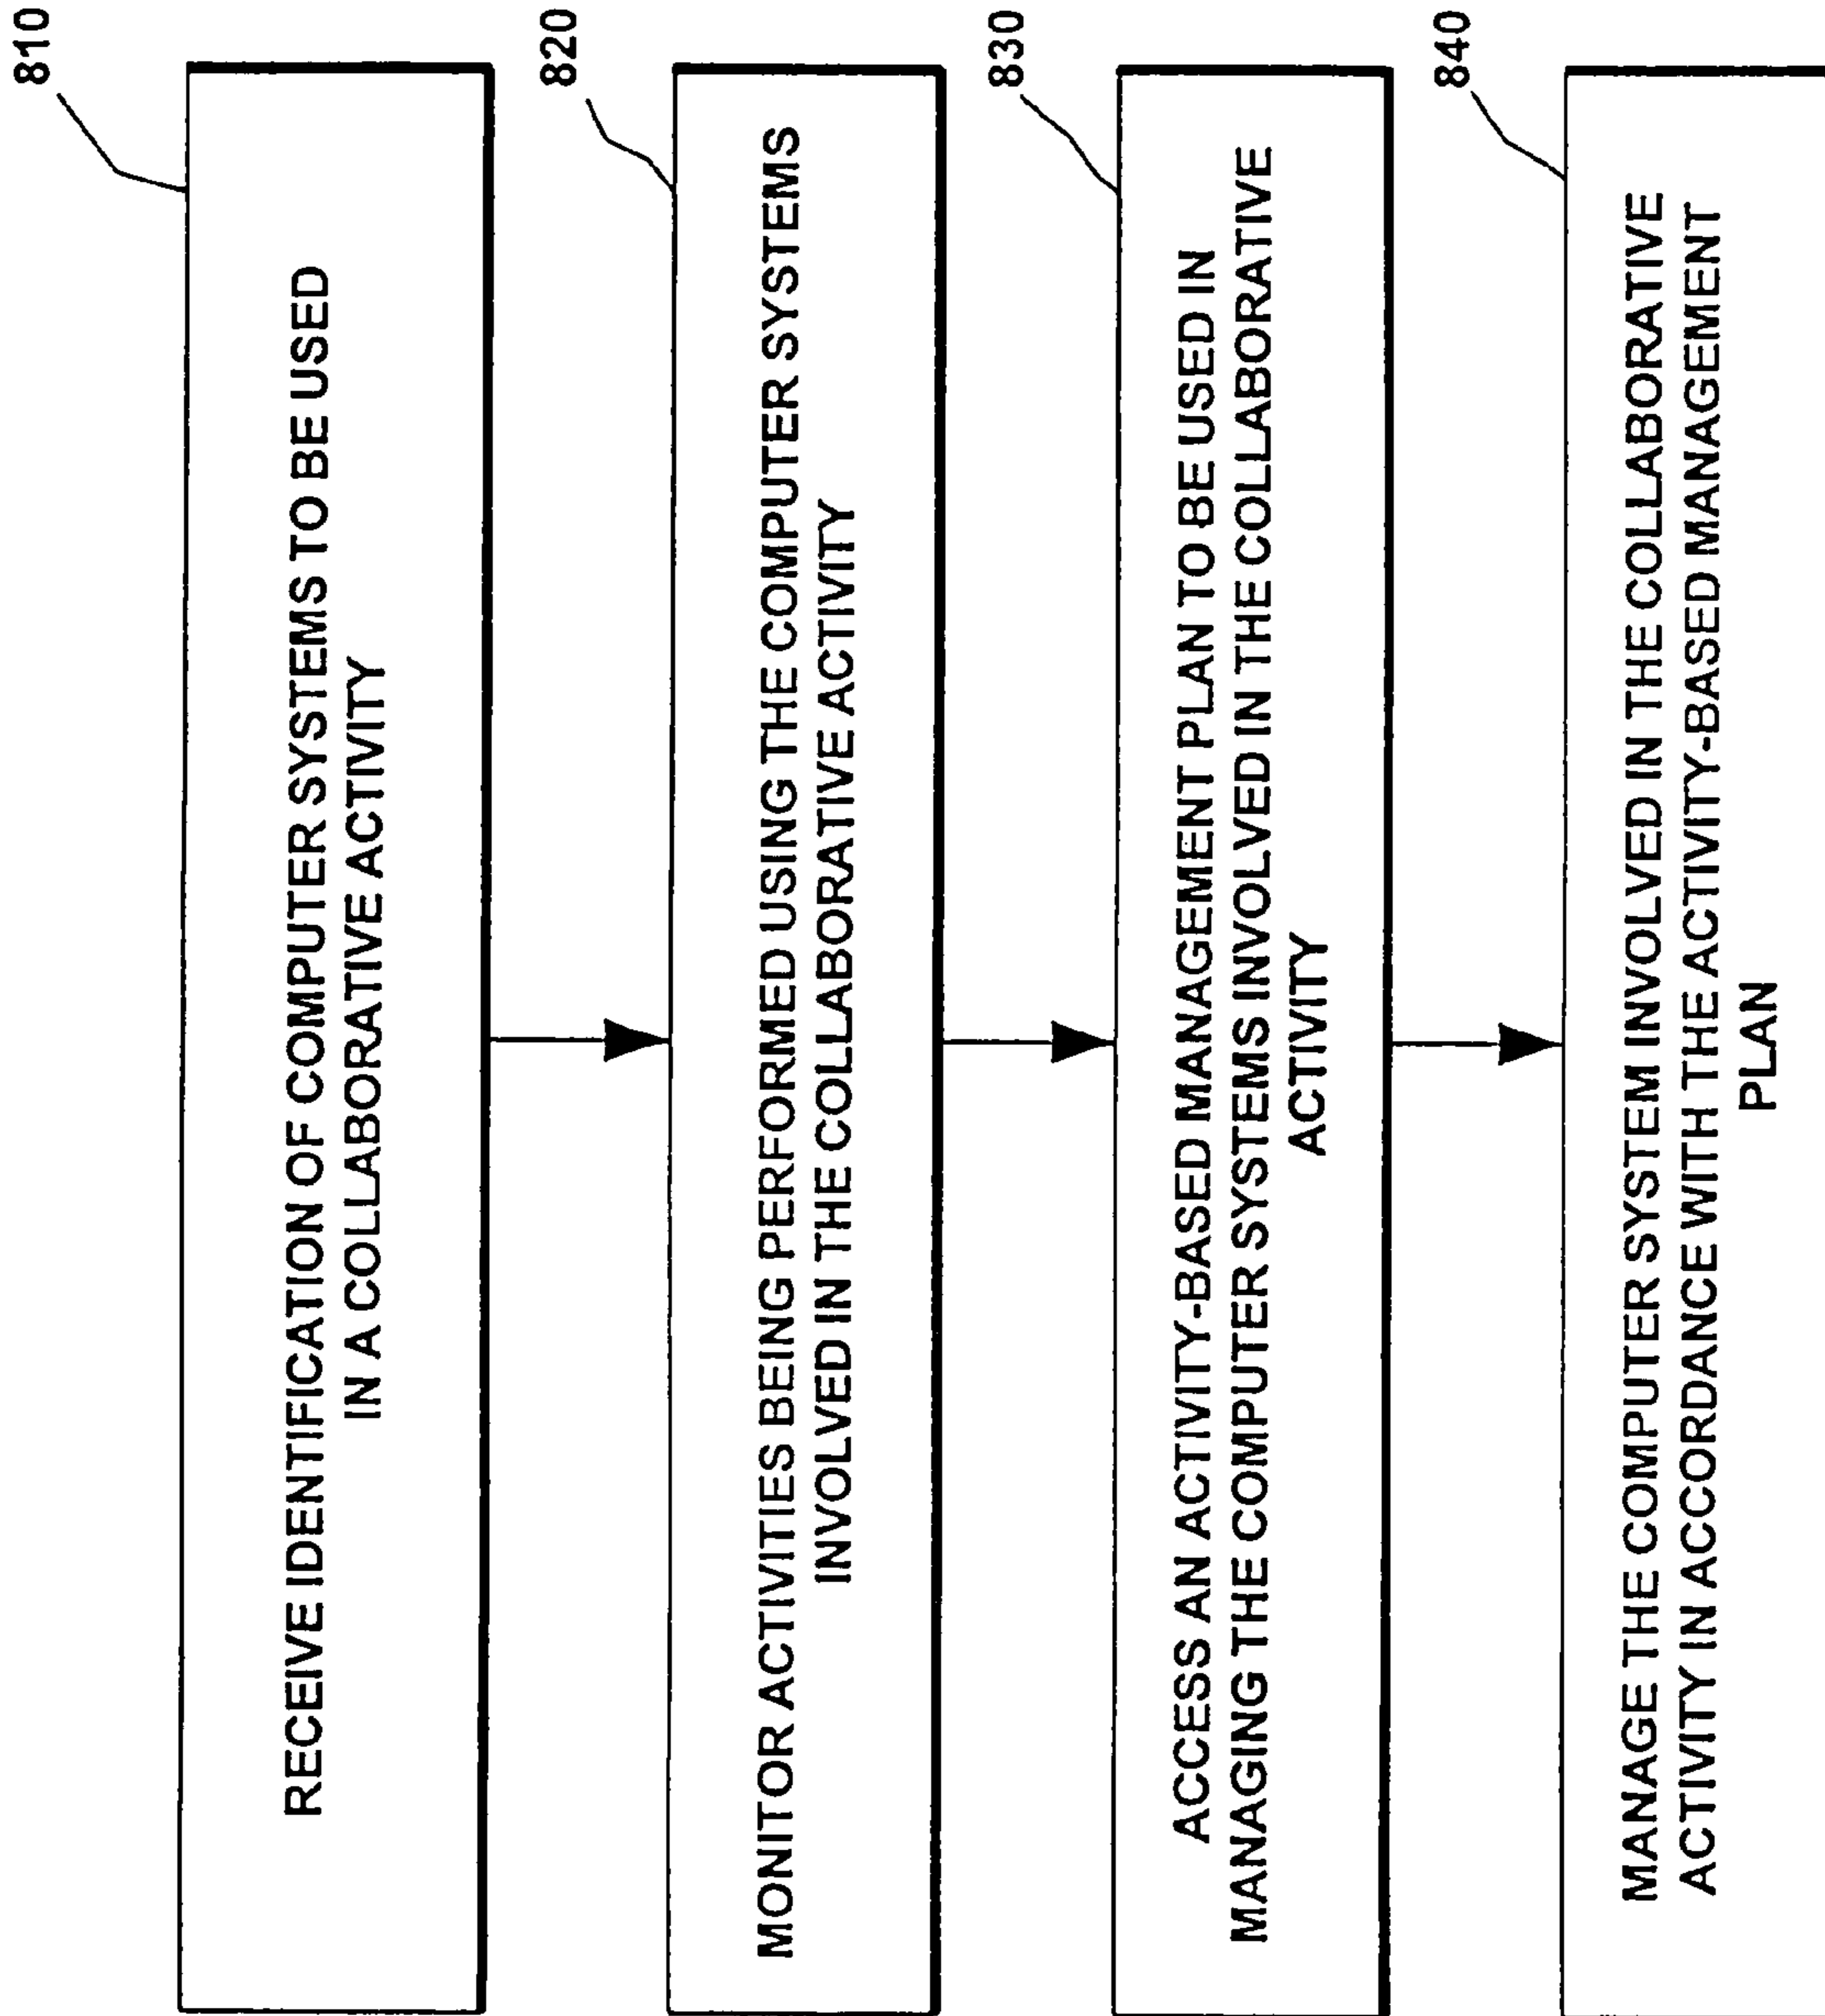 810
RECEIVE IDENTIFICATION OF COMPUTER SYSTEMS TO BE USED
IN A COLLABORATIVE ACTIVITY
820
MONITOR ACTIVITIES BEING PERFORMED USING THE COMPUTER SYSTEMS
INVOLVED IN THE COLLABORATIVE ACTIVITY
830
ACCESS AN ACTIVITY-BASED MANAGEMENT PLAN TO BE USED IN
MANAGING THE COMPUTER SYSTEMS INVOLVED IN THE COLLABORATIVE
ACTIVITY
840
MANAGE THE COMPUTER SYSTEM INVOLVED IN THE COLLABORATIVE
ACTIVITY IN ACCORDANCE WITH THE ACTIVITY-BASED MANAGEMENT
PLAN